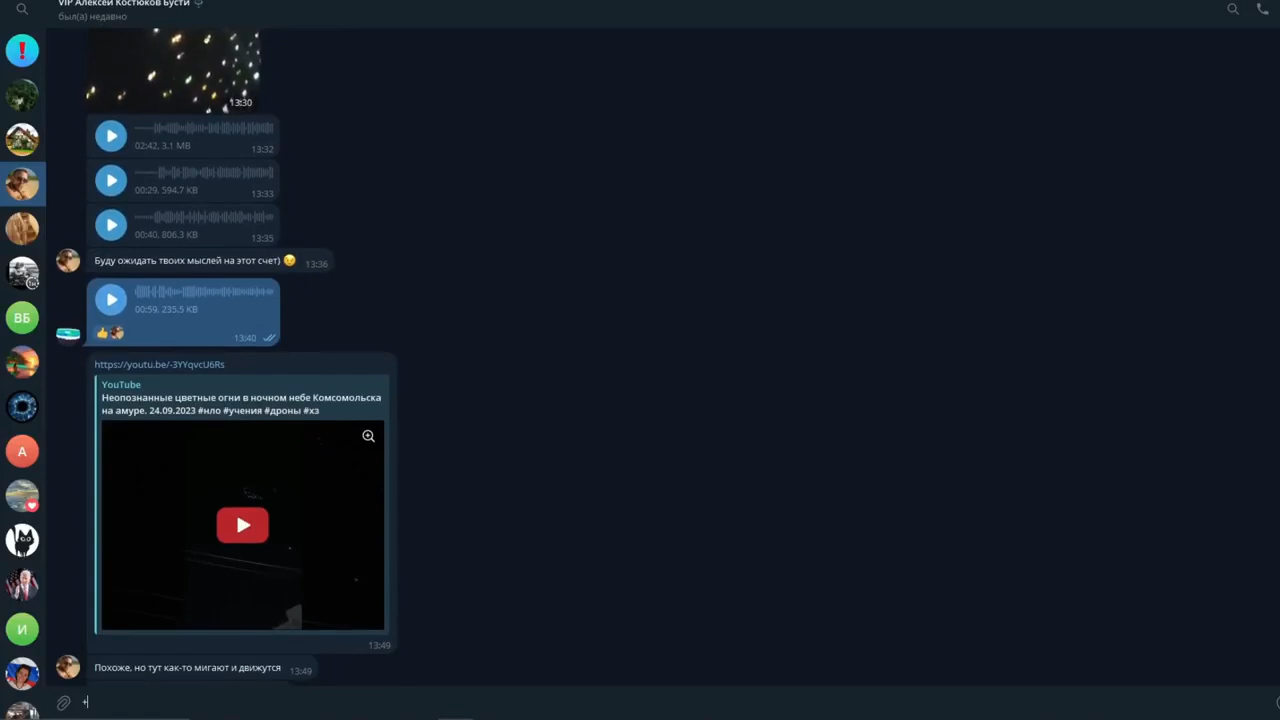 VIP Алексей Костюков Бусти
был(а) недавно
13:30
02:42, 3.1 MB
13:32
00:29, 594.7 KB
13:33
00:40, 806.3 KB
13:35
Буду ожидать твоих мыслей на этот счет) 😉 13:36
00:59, 235.5 KB
13:40
https://youtu.be/-3YYqvcU6Rs
YouTube
Неопознанные цветные огни в ночном небе Комсомольска
на амуре. 24.09.2023 #нло #учения #дроны #хз
13:49
Похоже, но тут как-то мигают и движутся 13:49
ВБ
А
И
+